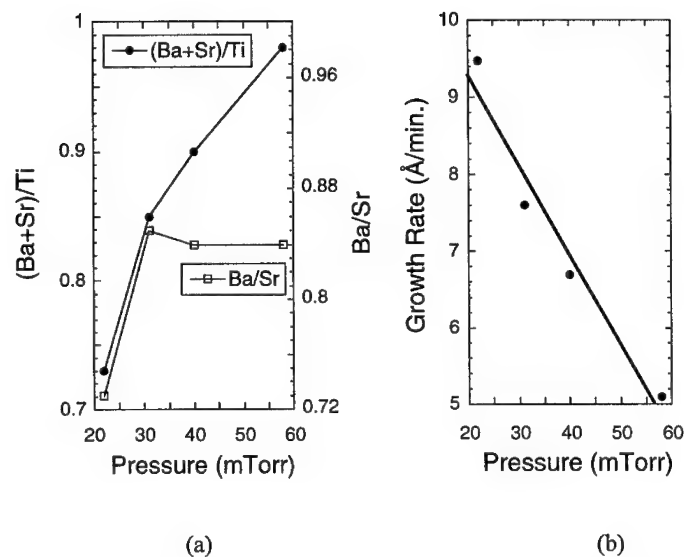 1
0.9
0.8
0.7
(Ba+Sr)/Ti
(Ba+Sr)/Ti
Ba/Sr
0.96
0.88
0.8
0.72
Ba/Sr
20 30 40 50 60
Pressure (mTorr)
(a)
10
9
8
7
6
5
Growth Rate (Å/min.)
20 30 40 50 60
Pressure (mTorr)
(b)